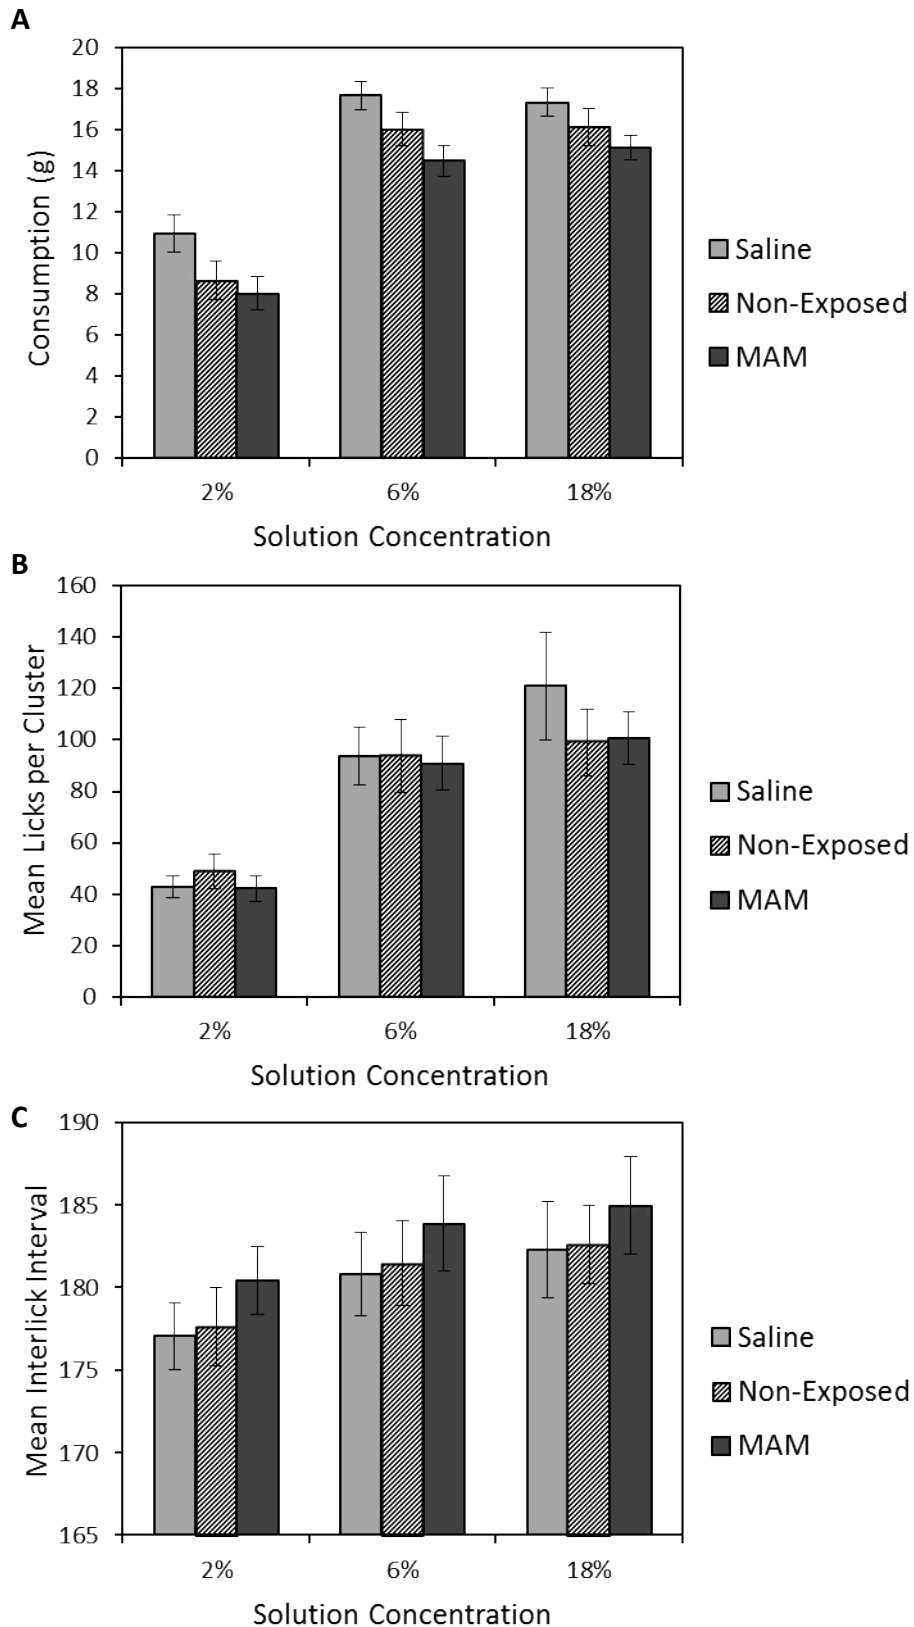 A
20
18
16
14
12
10
8
6
4
2
0
Consumption (g)
2% 6% 18%
Solution Concentration
Saline
Non-Exposed
MAM
B
160
140
120
100
80
60
40
20
0
Mean Licks per Cluster
2% 6% 18%
Solution Concentration
Saline
Non-Exposed
MAM
C
190
185
180
175
170
165
Mean Interlick Interval
2% 6% 18%
Solution Concentration
Saline
Non-Exposed
MAM